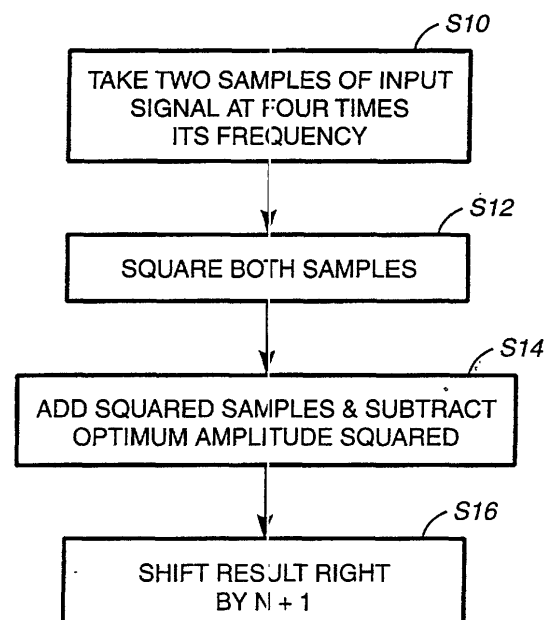 S10
TAKE TWO SAMPLES OF INPUT
SIGNAL AT FOUR TIMES
ITS FREQUENCY
S12
SQUARE BOTH SAMPLES
S14
ADD SQUARED SAMPLES & SUBTRACT
OPTIMUM AMPLITUDE SQUARED
S16
SHIFT RESULT RIGHT
BY N + 1